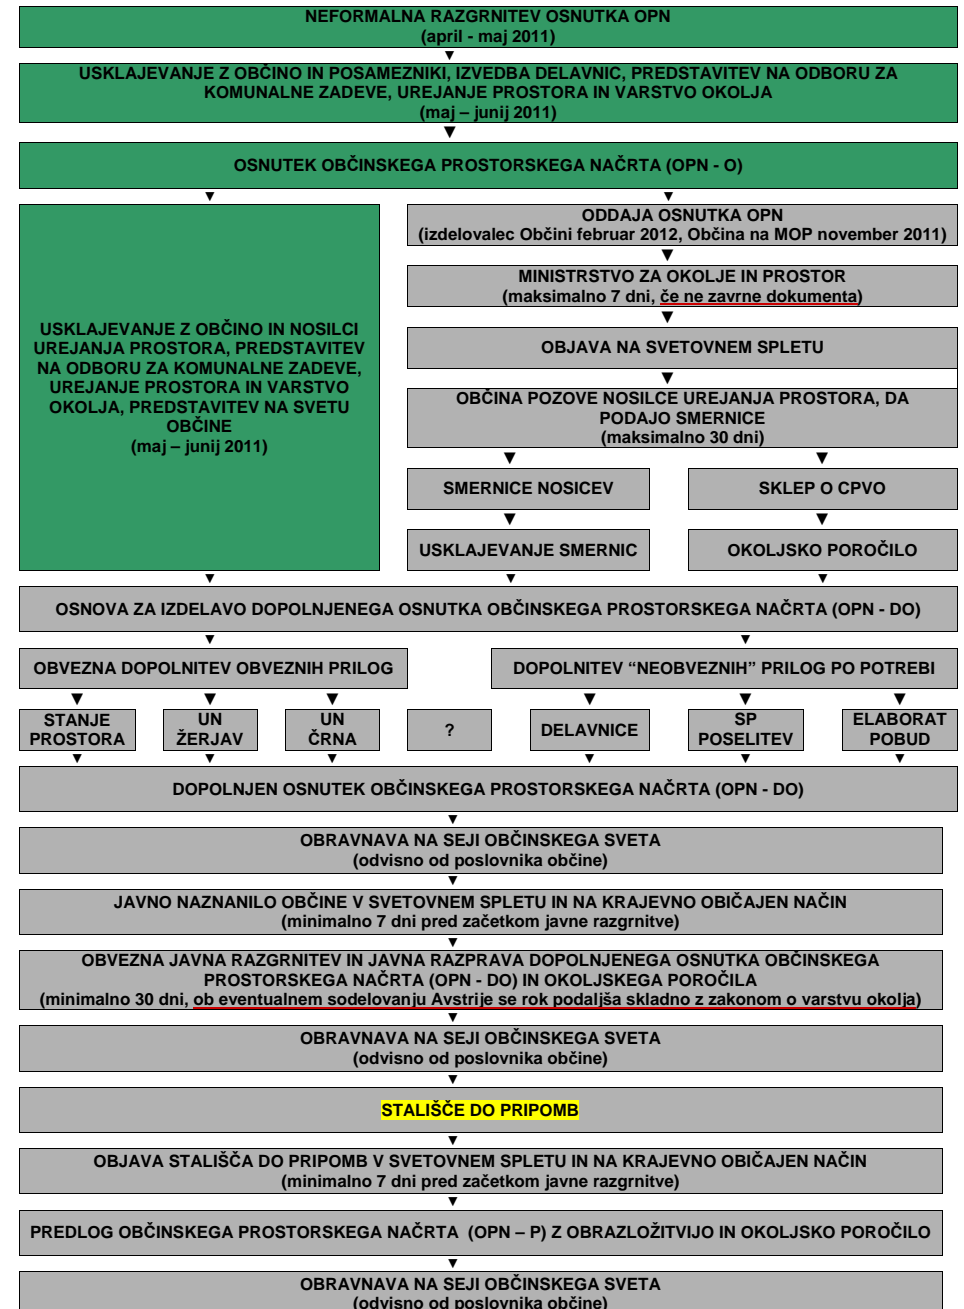 NEFORMALNA RAZGRNITEV OSNUTKA OPN
(april - maj 2011)
USKLAJEVANJE Z OBČINO IN POSAMEZNIKI, IZVEDBA DELAVNIC, PREDSTAVITEV NA ODBORU ZA
KOMUNALNE ZADEVE, UREJANJE PROSTORA IN VARSTVO OKOLJA
(maj – junij 2011)
OSNUTEK OBČINSKEGA PROSTORSKEGA NAČRTA (OPN - O)
USKLAJEVANJE Z OBČINO IN NOSILCI
UREJANJA PROSTORA, PREDSTAVITEV
NA ODBORU ZA KOMUNALNE ZADEVE,
UREJANJE PROSTORA IN VARSTVO
OKOLJA, PREDSTAVITEV NA SVETU
OBČINE
(maj – junij 2011)
ODDAJA OSNUTKA OPN
(izdelovalec Občini februar 2012, Občina na MOP november 2011)
MINISTRSTVO ZA OKOLJE IN PROSTOR
(maksimalno 7 dni, če ne zavrne dokumenta)
OBJAVA NA SVETOVNEM SPLETU
OBČINA POZOVE NOSILCE UREJANJA PROSTORA, DA
PODAJO SMERNICE
(maksimalno 30 dni)
SMERNICE NOSICEV
SKLEP O CPVO
USKLAJEVANJE SMERNIC
OKOLJSKO POROČILO
OSNOVA ZA IZDELAVO DOPOLNJENEGA OSNUTKA OBČINSKEGA PROSTORSKEGA NAČRTA (OPN - DO)
OBVEZNA DOPOLNITEV OBVEZNIH PRILOG
DOPOLNITEV “NEOBVEZNIH” PRILOG PO POTREBI
STANJE
PROSTORA
UN
ŽERJAV
UN
ČRNA
?
DELAVNICE
SP
POSELITEV
ELABORAT
POBUD
DOPOLNJEN OSNUTEK OBČINSKEGA PROSTORSKEGA NAČRTA (OPN - DO)
OBRAVNAVA NA SEJI OBČINSKEGA SVETA
(odvisno od poslovnika občine)
JAVNO NAZNANILO OBČINE V SVETOVNEM SPLETU IN NA KRAJEVNO OBIČAJEN NAČIN
(minimalno 7 dni pred začetkom javne razgrnitve)
OBVEZNA JAVNA RAZGRNITEV IN JAVNA RAZPRAVA DOPOLNJENEGA OSNUTKA OBČINSKEGA
PROSTORSKEGA NAČRTA (OPN - DO) IN OKOLJSKEGA POROČILA
(minimalno 30 dni, ob eventualnem sodelovanju Avstrije se rok podaljša skladno z zakonom o varstvu okolja)
OBRAVNAVA NA SEJI OBČINSKEGA SVETA
(odvisno od poslovnika občine)
STALIŠČE DO PRIPOMB
OBJAVA STALIŠČA DO PRIPOMB V SVETOVNEM SPLETU IN NA KRAJEVNO OBIČAJEN NAČIN
(minimalno 7 dni pred začetkom javne razgrnitve)
PREDLOG OBČINSKEGA PROSTORSKEGA NAČRTA (OPN – P) Z OBRAZLOŽITVIJO IN OKOLJSKO POROČILO
OBRAVNAVA NA SEJI OBČINSKEGA SVETA
(odvisno od poslovnika občine)